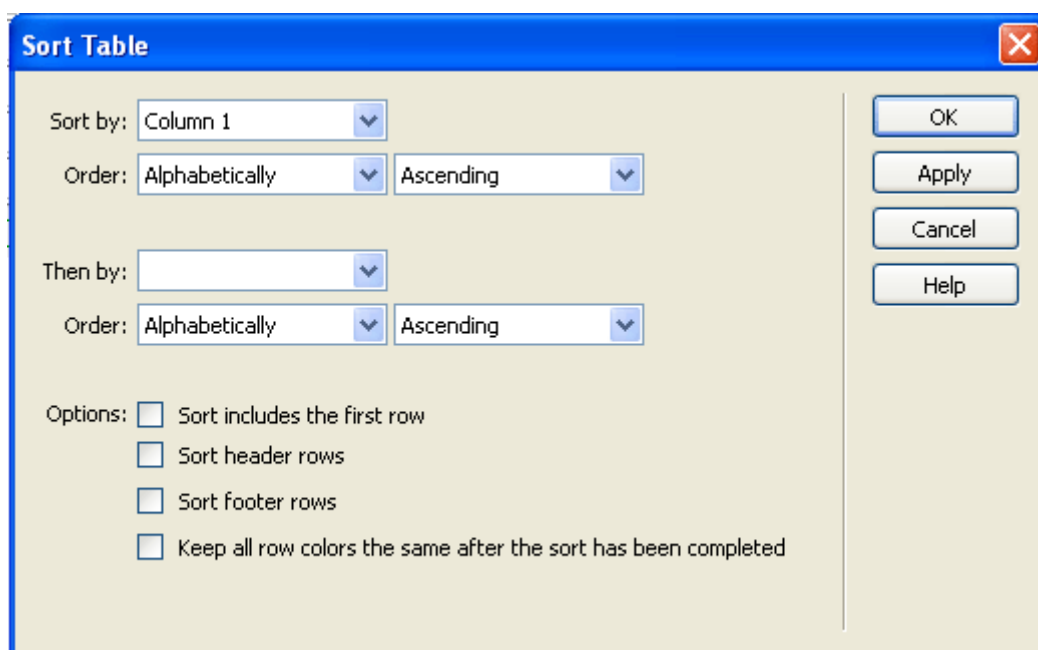 Sort Table
Sort by: Column 1
Order: Alphabetically Ascending
Then by:
Order: Alphabetically Ascending
Options: Sort includes the first row
Sort header rows
Sort footer rows
Keep all row colors the same after the sort has been completed
OK
Apply
Cancel
Help